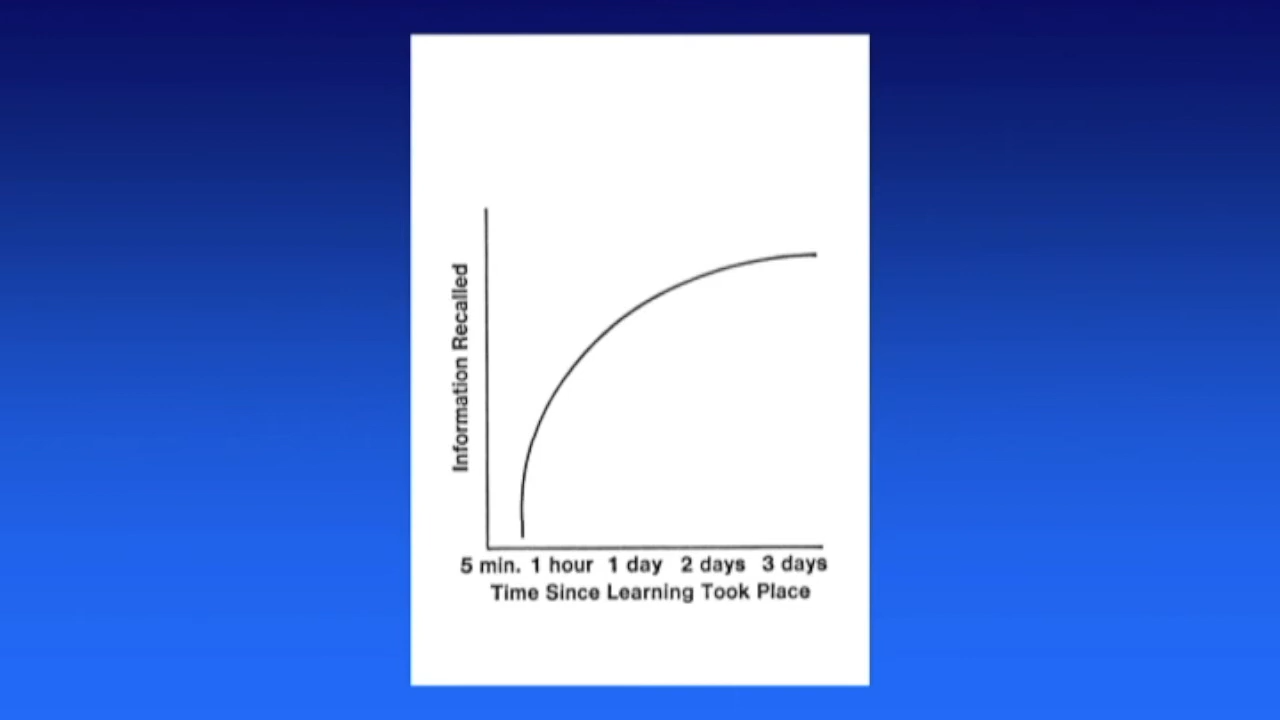 Information Recalled
5 min. 1 hour 1 day 2 days 3 days
Time Since Learning Took Place